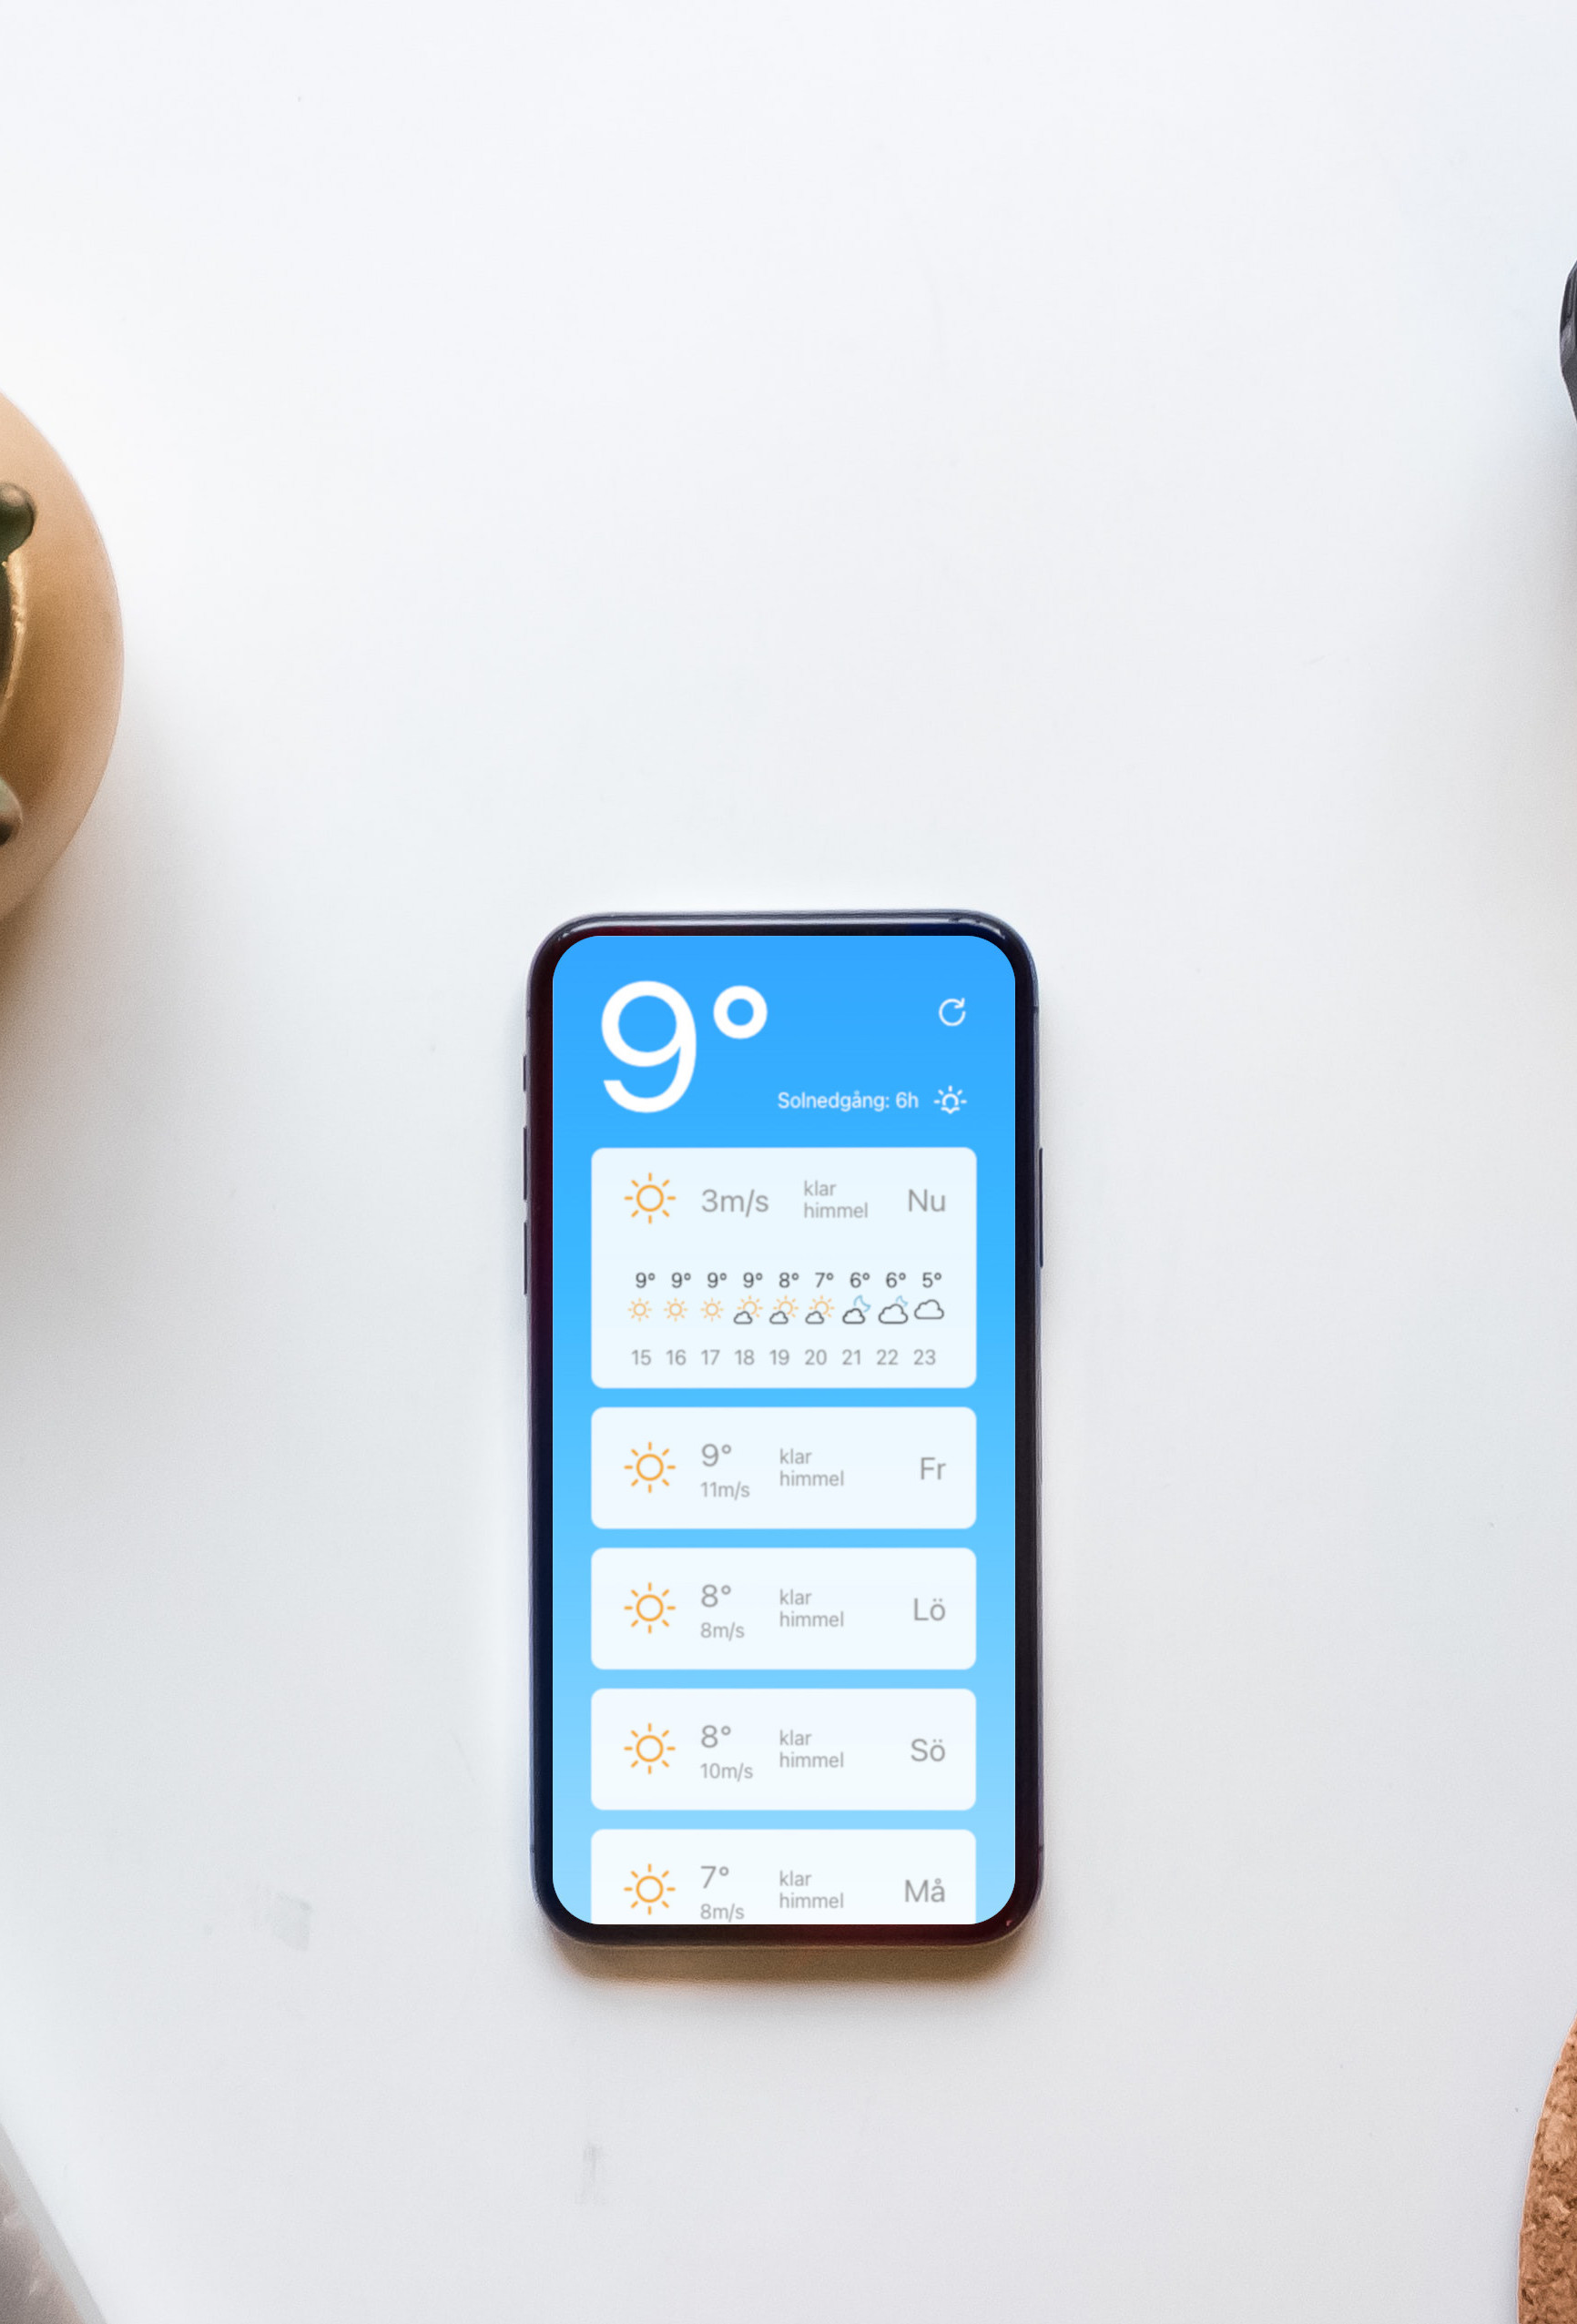 9°
Solnedgång: 6h
3m/s klar himmel Nu
9° 9° 9° 9° 8° 7° 6° 6° 5°
15 16 17 18 19 20 21 22 23
9° klar himmel Fr
11m/s
8° klar himmel Lö
8m/s
8° klar himmel Sö
10m/s
7° klar himmel Må
8m/s